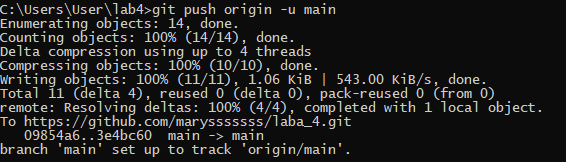 C:\Users\User\lab4>git push origin -u main
Enumerating objects: 14, done.
Counting objects: 100% (14/14), done.
Delta compression using up to 4 threads
Compressing objects: 100% (10/10), done.
Writing objects: 100% (11/11), 1.06 KiB | 543.00 KiB/s, done.
Total 11 (delta 4), reused 0 (delta 0), pack-reused 0 (from 0)
remote: Resolving deltas: 100% (4/4), completed with 1 local object.
To https://github.com/marysssssss/laba_4.git
   09854a6..3e4bc60  main -> main
branch 'main' set up to track 'origin/main'.